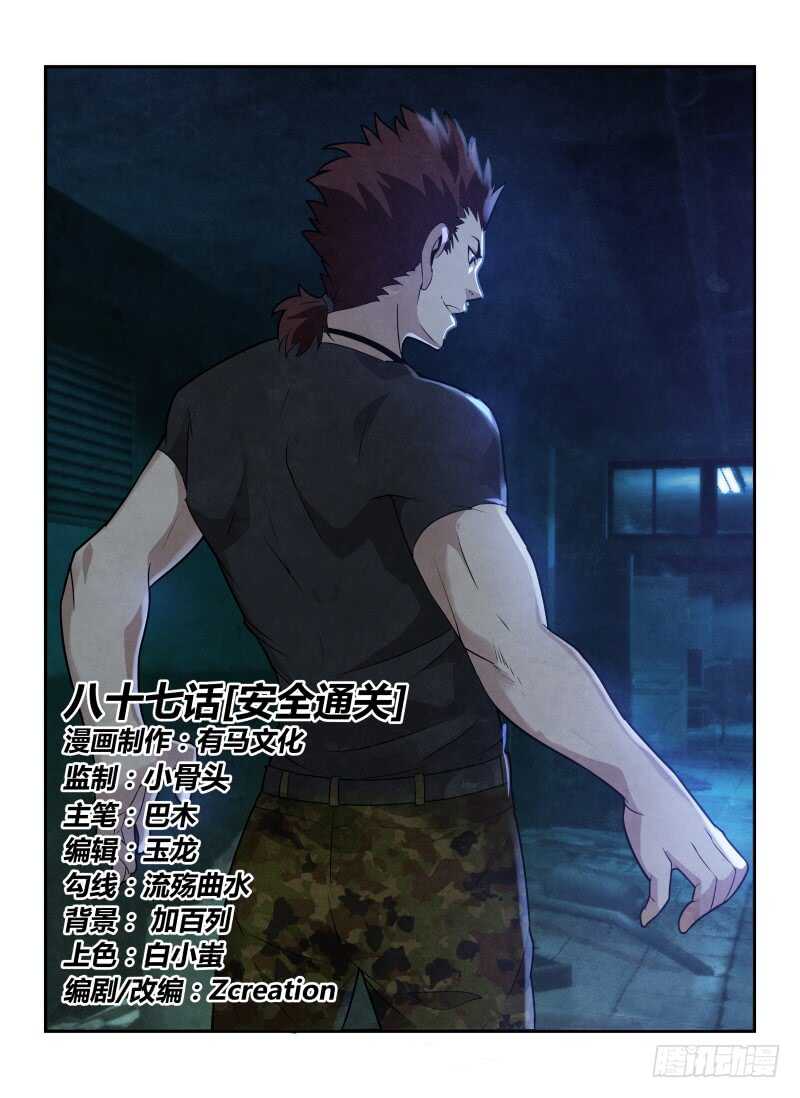 八十七话[安全通关]
漫画制作：有马文化
监制：小骨头
主笔：巴木
编辑：玉龙
勾线：流殇曲水
背景： 加百列
上色：白小蚩
编剧/改编：Zcreation
腾讯动漫